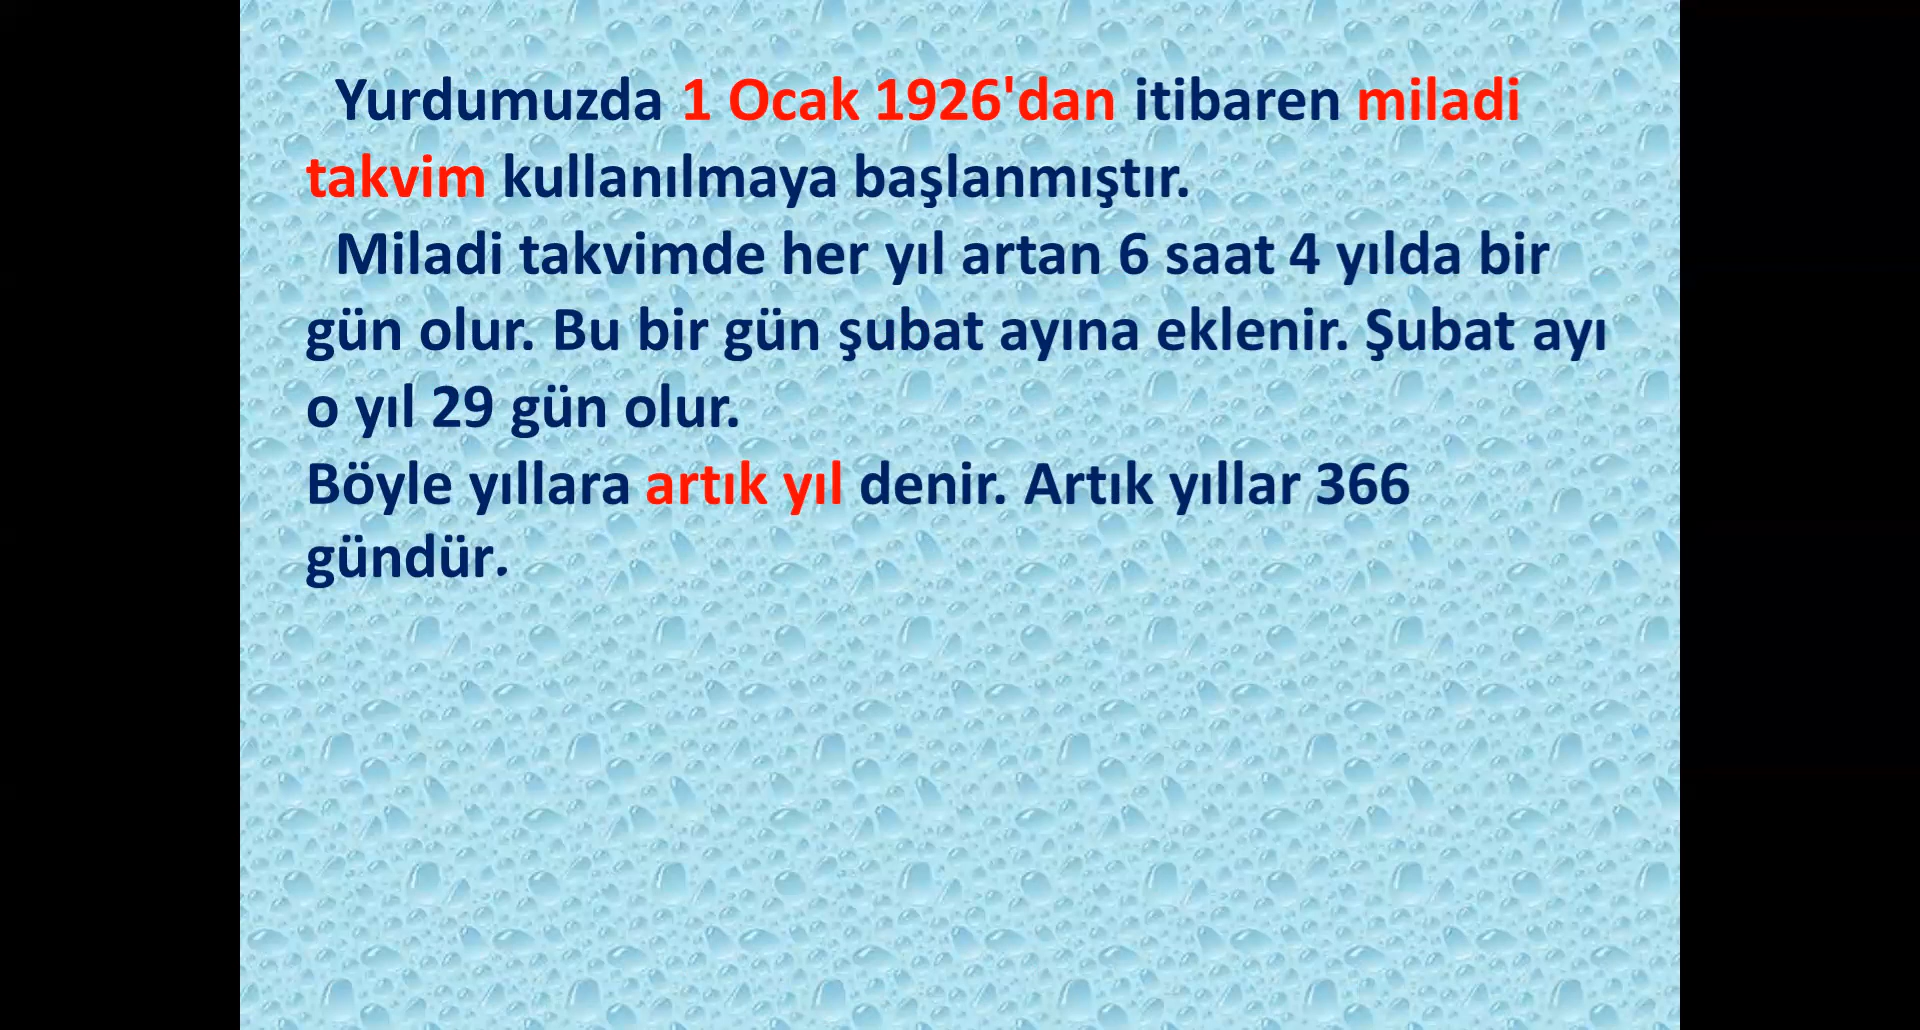 Yurdumuzda 1 Ocak 1926'dan itibaren miladi
takvim kullanılmaya başlanmıştır.
Miladi takvimde her yıl artan 6 saat 4 yılda bir
gün olur. Bu bir gün şubat ayına eklenir. Şubat ayı
o yıl 29 gün olur.
Böyle yıllara artık yıl denir. Artık yıllar 366
gündür.